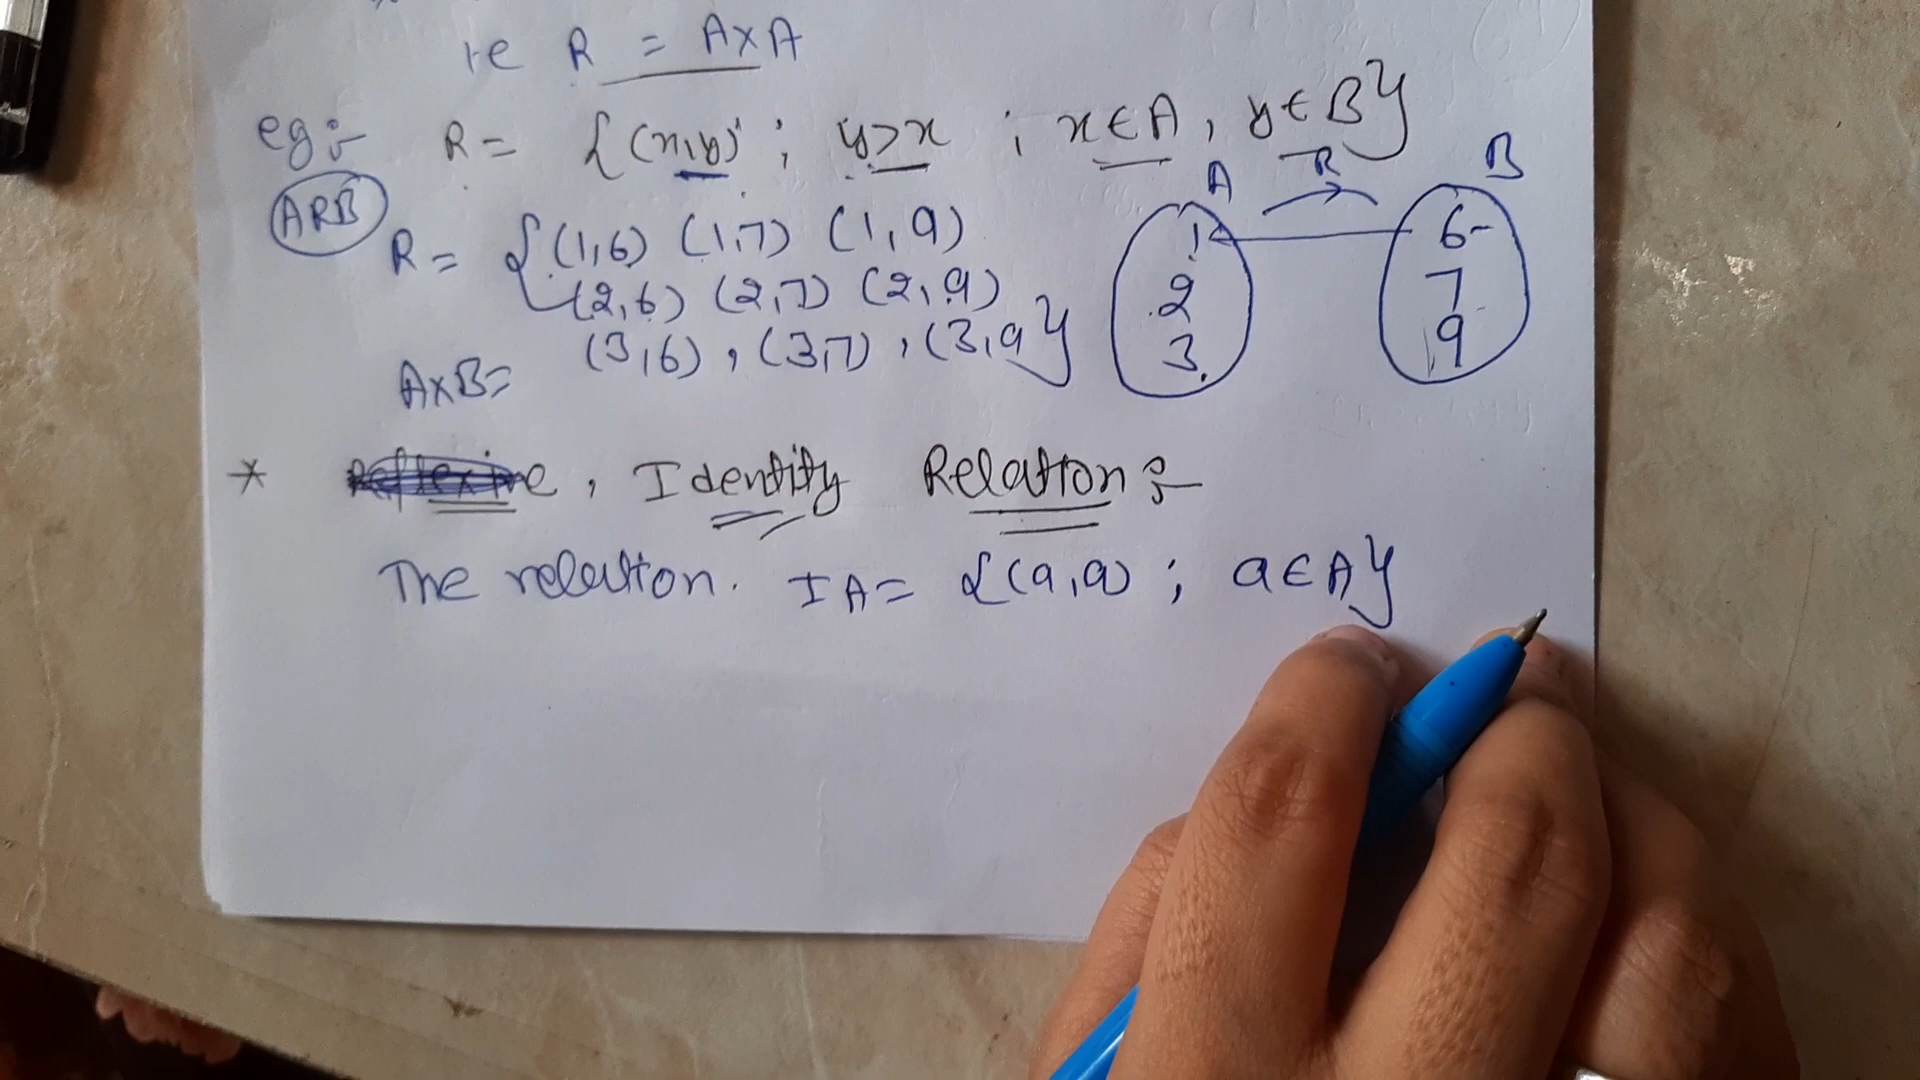 ie R = A×A
eg:- R = {(x,y) ; y>x ; x∈A, y∈B}
ARB
R = {(1,6) (1,7) (1,9)
(2,6) (2,7) (2,9)
(3,6), (3,7), (3,9}
A×B=
A R B
1 6
2 7
3 9
* Reflexive, Identity Relation:-
The relation. IA = {(a,a) ; a∈A}